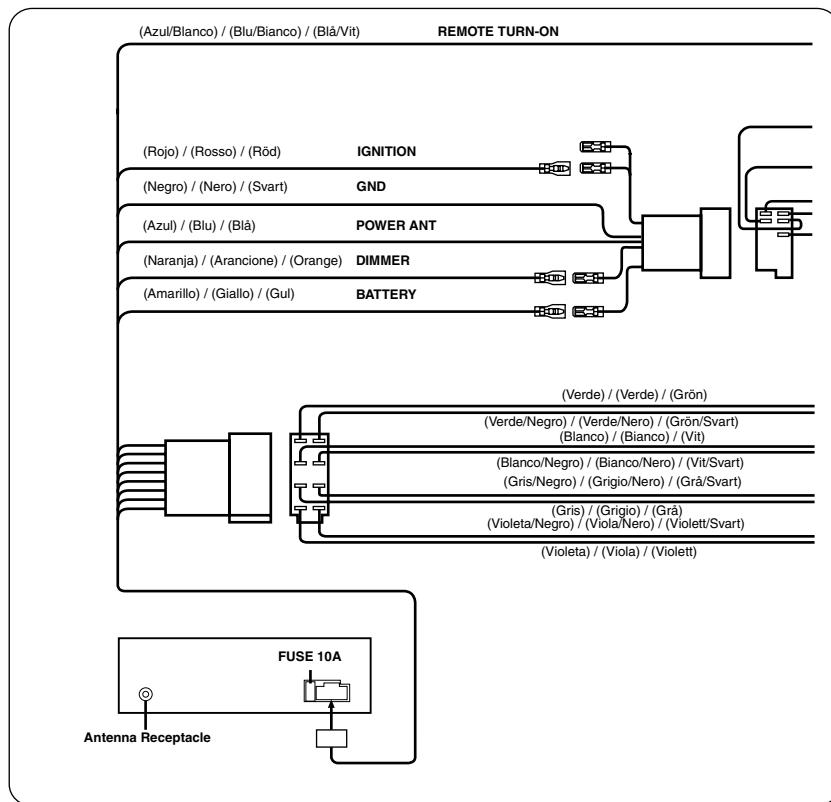 (Azul/Blanco) / (Blu/Bianco) / (Blå/Vit) REMOTE TURN-ON
(Rojo) / (Rosso) / (Röd) IGNITION
(Negro) / (Nero) / (Svart) GND
(Azul) / (Blu) / (Blå) POWER ANT
(Naranja) / (Arancione) / (Orange) DIMMER
(Amarillo) / (Giallo) / (Gul) BATTERY
(Verde) / (Verde) / (Grön)
(Verde/Negro) / (Verde/Nero) / (Grön/Svart)
(Blanco) / (Bianco) / (Vit)
(Blanco/Negro) / (Bianco/Nero) / (Vit/Svart)
(Gris/Negro) / (Grigio/Nero) / (Grå/Svart)
(Gris) / (Grigio) / (Grå)
(Violeta/Negro) / (Viola/Nero) / (Violett/Svart)
(Violeta) / (Viola) / (Violett)
FUSE 10A
Antenna Receptacle